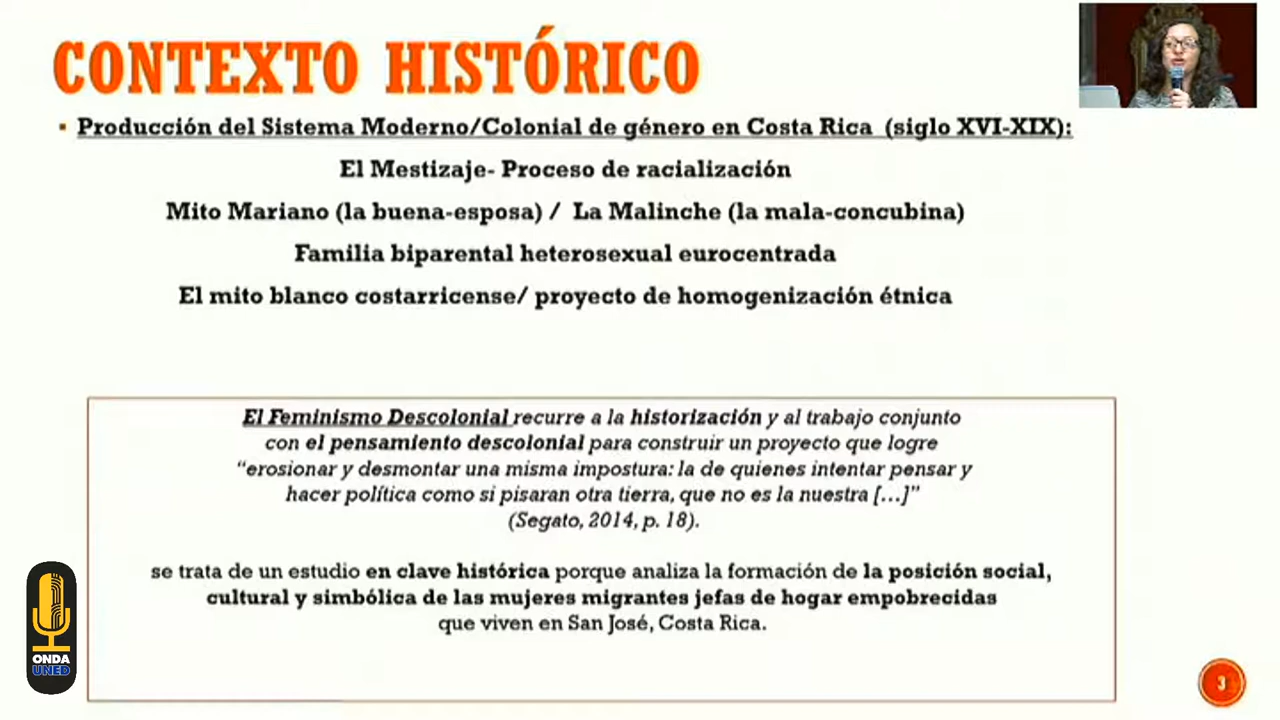 CONTEXTO HISTÓRICO
▪ Producción del Sistema Moderno/Colonial de género en Costa Rica (siglo XVI-XIX):
El Mestizaje- Proceso de racialización
Mito Mariano (la buena-esposa) / La Malinche (la mala-concubina)
Familia biparental heterosexual eurocentrada
El mito blanco costarricense/ proyecto de homogenización étnica
El Feminismo Descolonial recurre a la historización y al trabajo conjunto
con el pensamiento descolonial para construir un proyecto que logre
“erosionar y desmontar una misma impostura: la de quienes intentar pensar y
hacer política como si pisaran otra tierra, que no es la nuestra [...]”
(Segato, 2014, p. 18).
se trata de un estudio en clave histórica porque analiza la formación de la posición social,
cultural y simbólica de las mujeres migrantes jefas de hogar empobrecidas
que viven en San José, Costa Rica.
ONDA
UNED
3